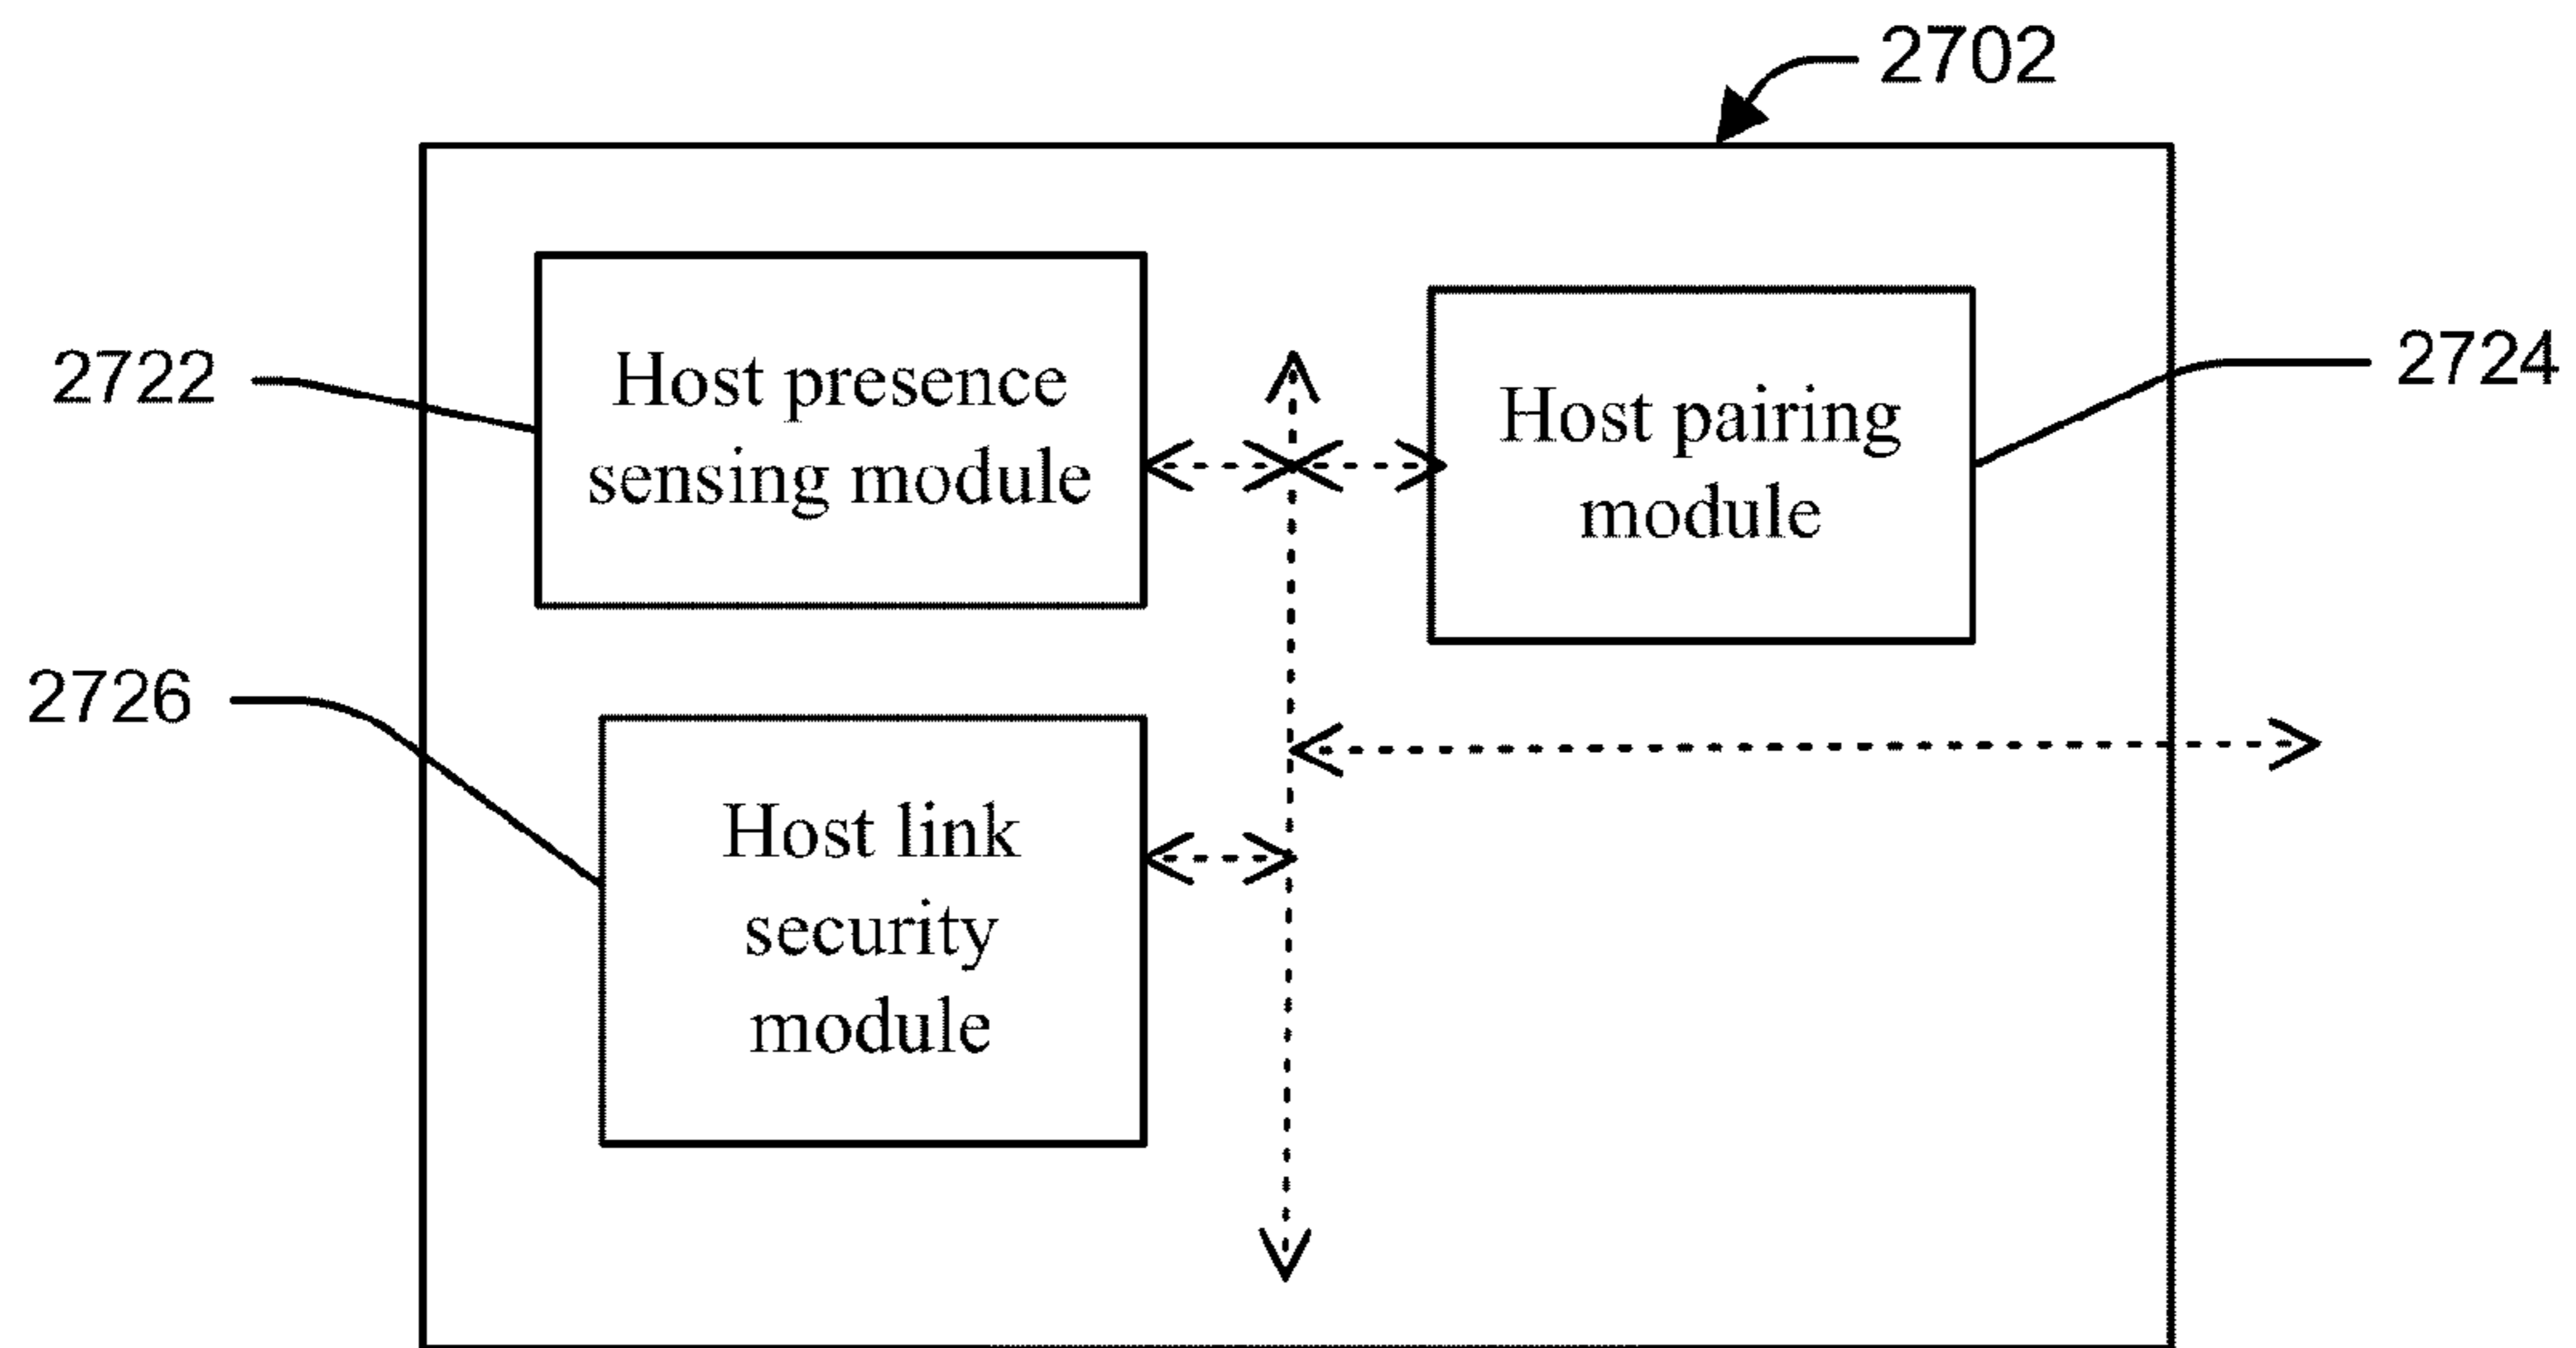 2702
2722
Host presence
sensing module
Host pairing
module
2724
2726
Host link
security
module